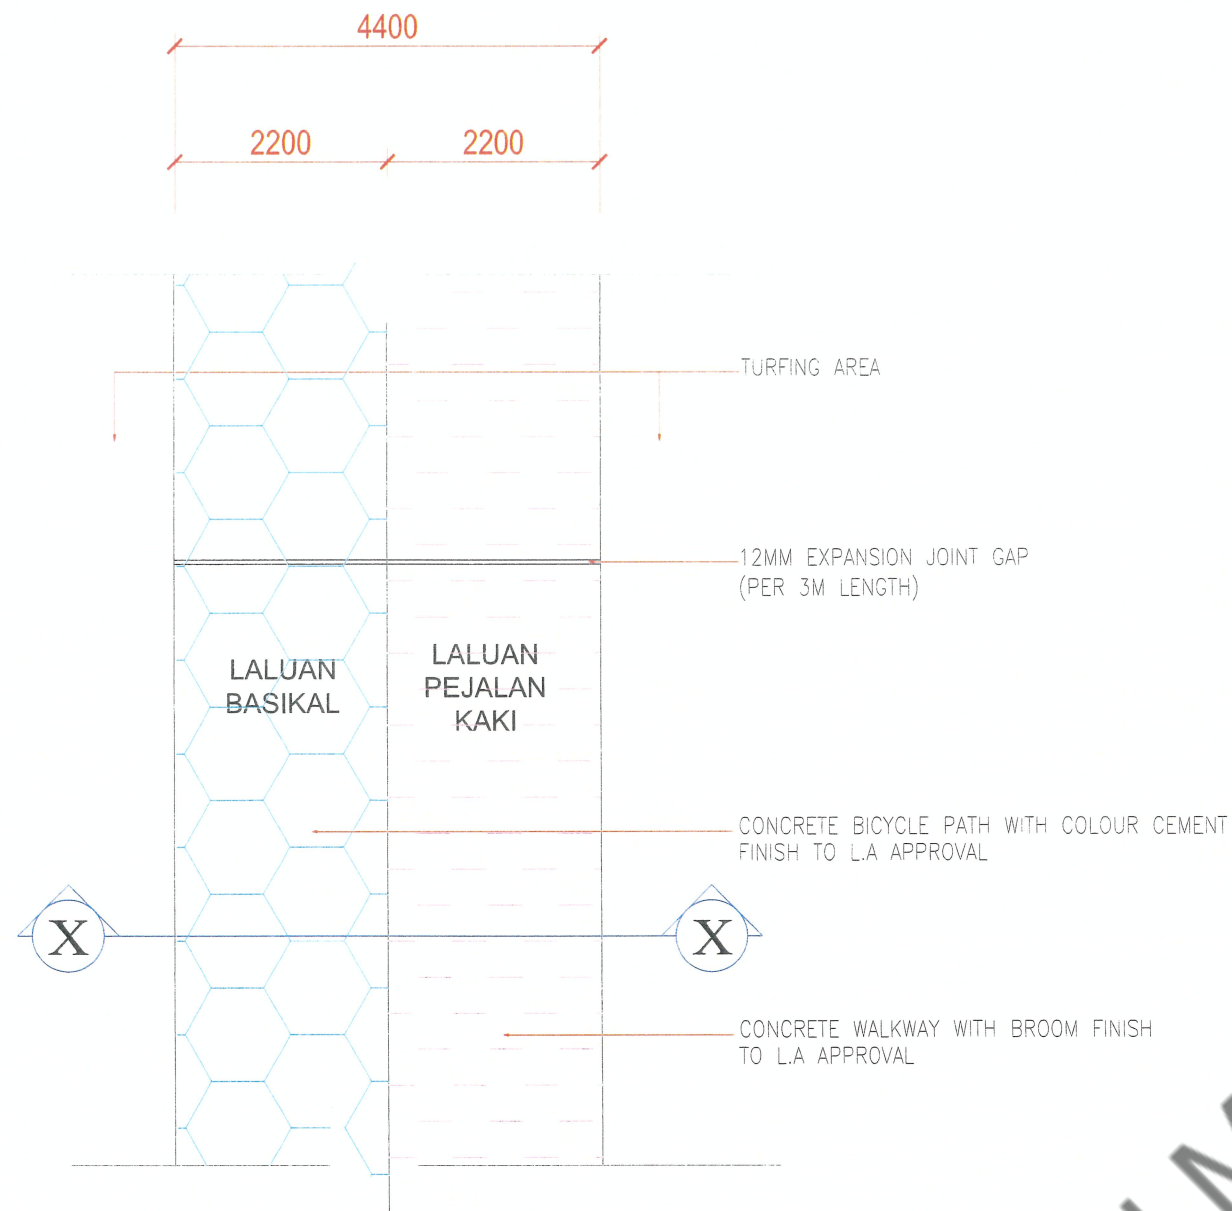 4400
2200
2200
TURFING AREA
12MM EXPANSION JOINT GAP
(PER 3M LENGTH)
LALUAN
BASIKAL
LALUAN
PEJALAN
KAKI
CONCRETE BICYCLE PATH WITH COLOUR CEMENT
FINISH TO L.A APPROVAL
X
X
CONCRETE WALKWAY WITH BROOM FINISH
TO L.A APPROVAL